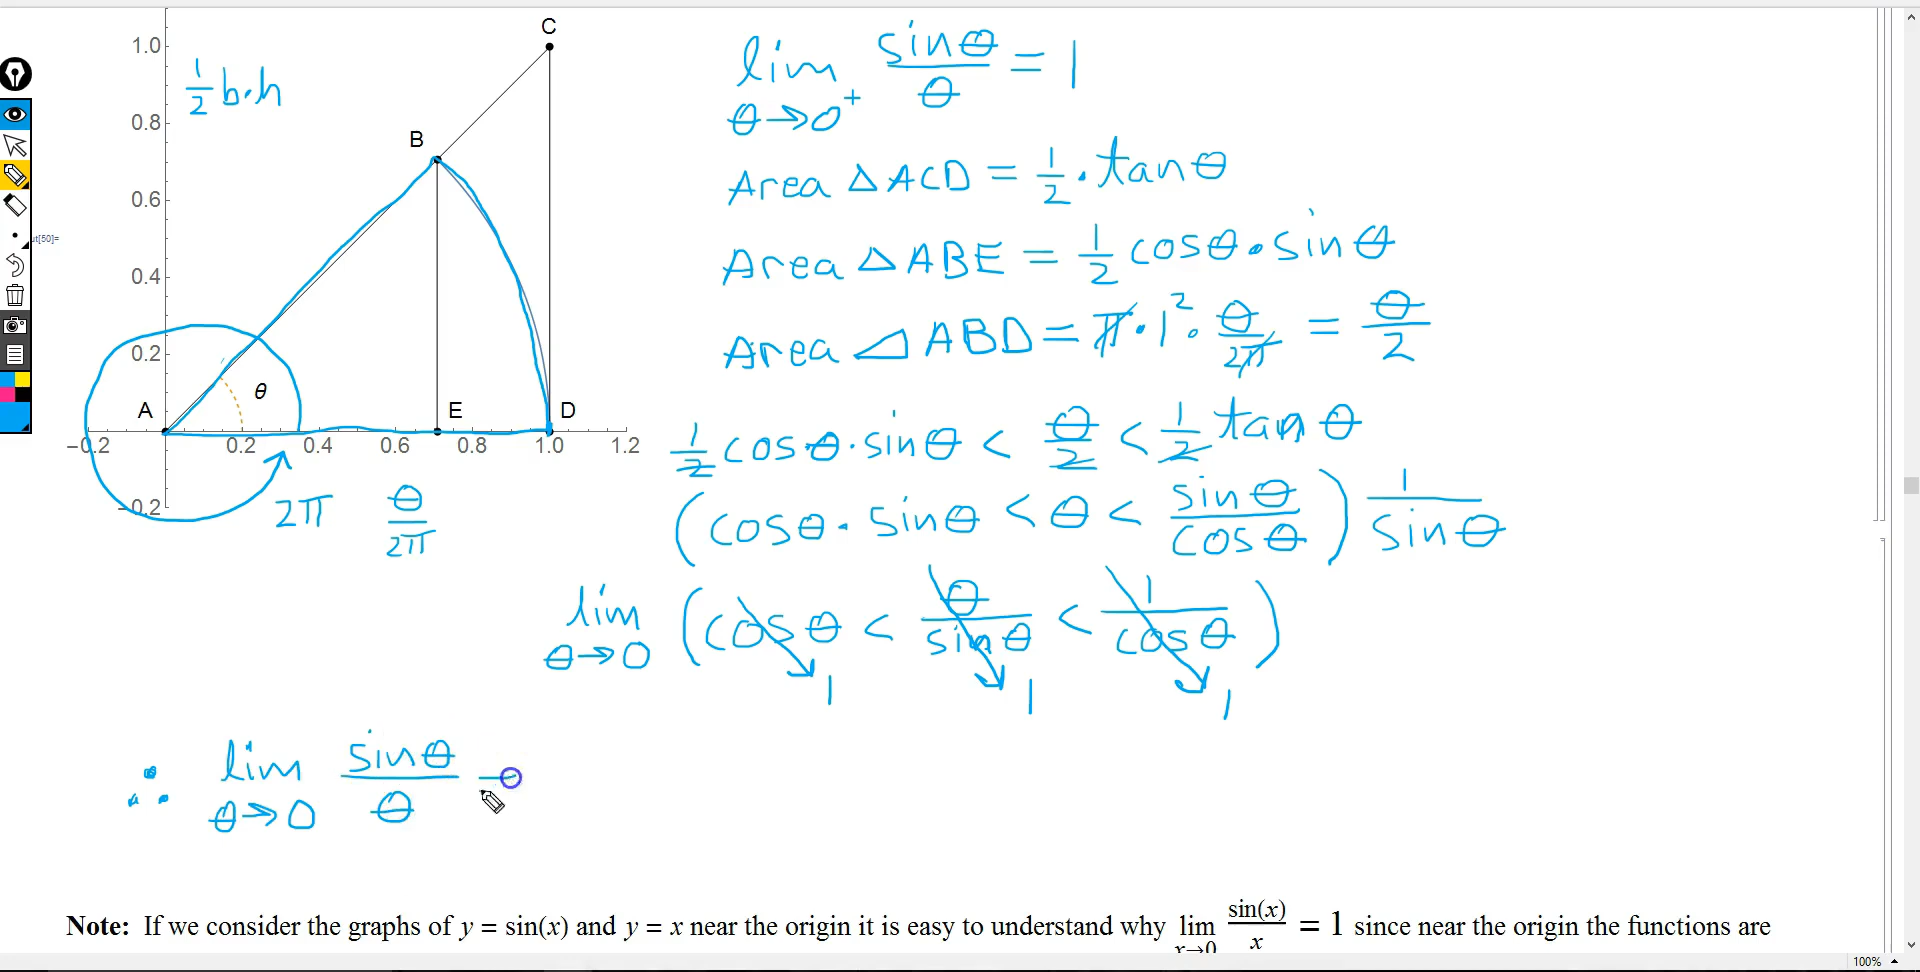 C
1.0
½ b·h
0.8
B
0.6
ut[50]=
0.4
0.2
θ
A E D
−0.2 0.2 0.4 0.6 0.8 1.0 1.2
−0.2
2π θ/2π
lim θ→0⁺ sinθ/θ = 1
Area △ACD = 1/2 · tanθ
Area △ABE = 1/2 cosθ · sinθ
Area ◿ABD = π · 1² · θ/2π = θ/2
1/2 cosθ · sinθ < θ/2 < 1/2 tanθ
(cosθ · sinθ < θ < sinθ/cosθ) 1/sinθ
lim θ→0 (cosθ < θ/sinθ < 1/cosθ)
1 1 1
∴ lim θ→0 sinθ/θ
Note: If we consider the graphs of y = sin(x) and y = x near the origin it is easy to understand why lim x→0 sin(x)/x = 1 since near the origin the functions are
100%